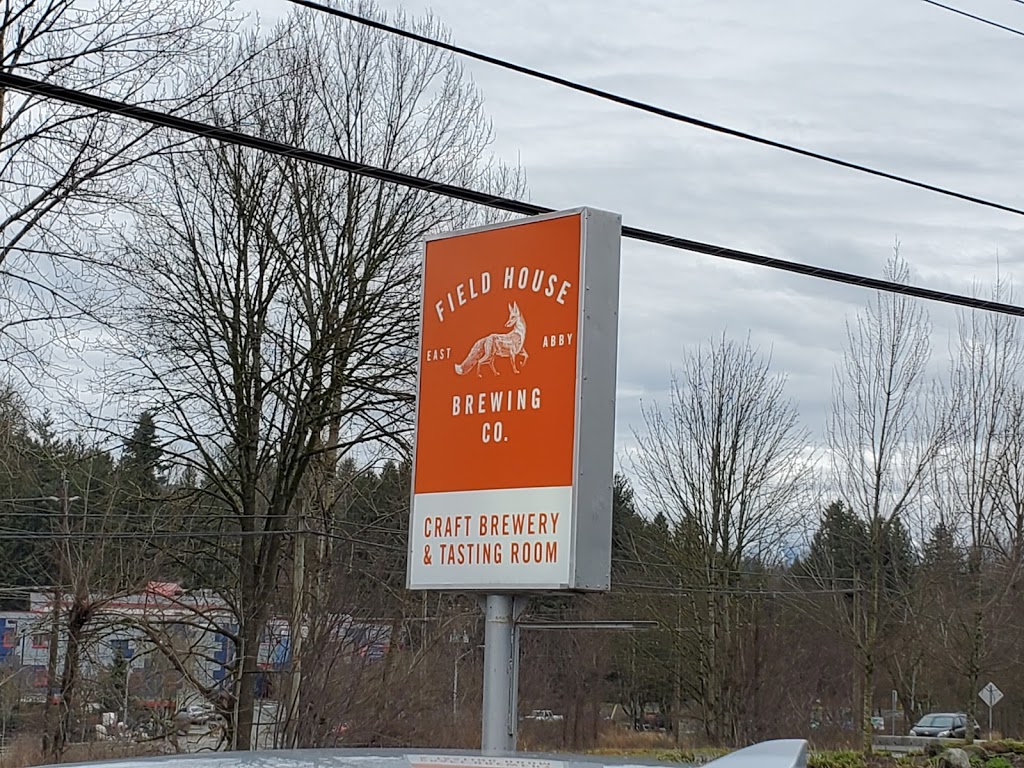 FIELD HOUSE
EAST ABBY
BREWING
CO.
CRAFT BREWERY
& TASTING ROOM